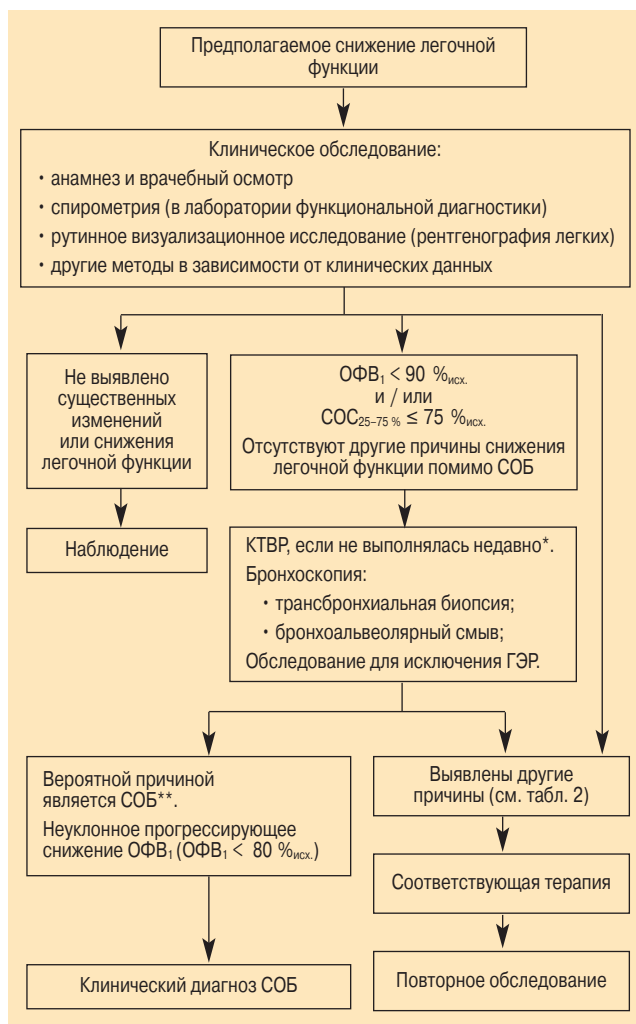 Предполагаемое снижение легочной
функции
Клиническое обследование:
• анамнез и врачебный осмотр
• спирометрия (в лаборатории функциональной диагностики)
• рутинное визуализационное исследование (рентгенография легких)
• другие методы в зависимости от клинических данных
Не выявлено
существенных
изменений
или снижения
легочной функции
Наблюдение
ОФВ₁ < 90 %исх.
и / или
СОС25–75 % ≤ 75 %исх.
Отсутствуют другие причины снижения
легочной функции помимо СОБ
КТВР, если не выполнялась недавно*.
Бронхоскопия:
• трансбронхиальная биопсия;
• бронхоальвеолярный смыв;
Обследование для исключения ГЭР.
Вероятной причиной
является СОБ**.
Неуклонное прогрессирующее
снижение ОФВ₁ (ОФВ₁ < 80 %исх.)
Клинический диагноз СОБ
Выявлены другие
причины (см. табл. 2)
Соответствующая терапия
Повторное обследование